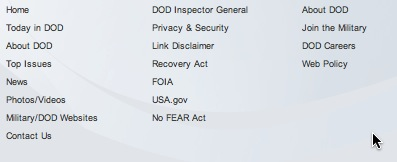 Home
Today in DOD
About DOD
Top Issues
News
Photos/Videos
Military/DOD Websites
Contact Us
DOD Inspector General
Privacy & Security
Link Disclaimer
Recovery Act
FOIA
USA.gov
No FEAR Act
About DOD
Join the Military
DOD Careers
Web Policy